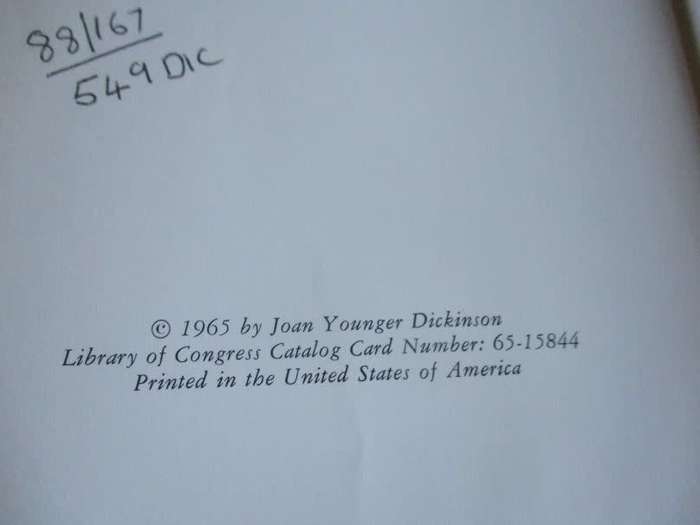 88/167
549 DIC
© 1965 by Joan Younger Dickinson
Library of Congress Catalog Card Number: 65-15844
Printed in the United States of America